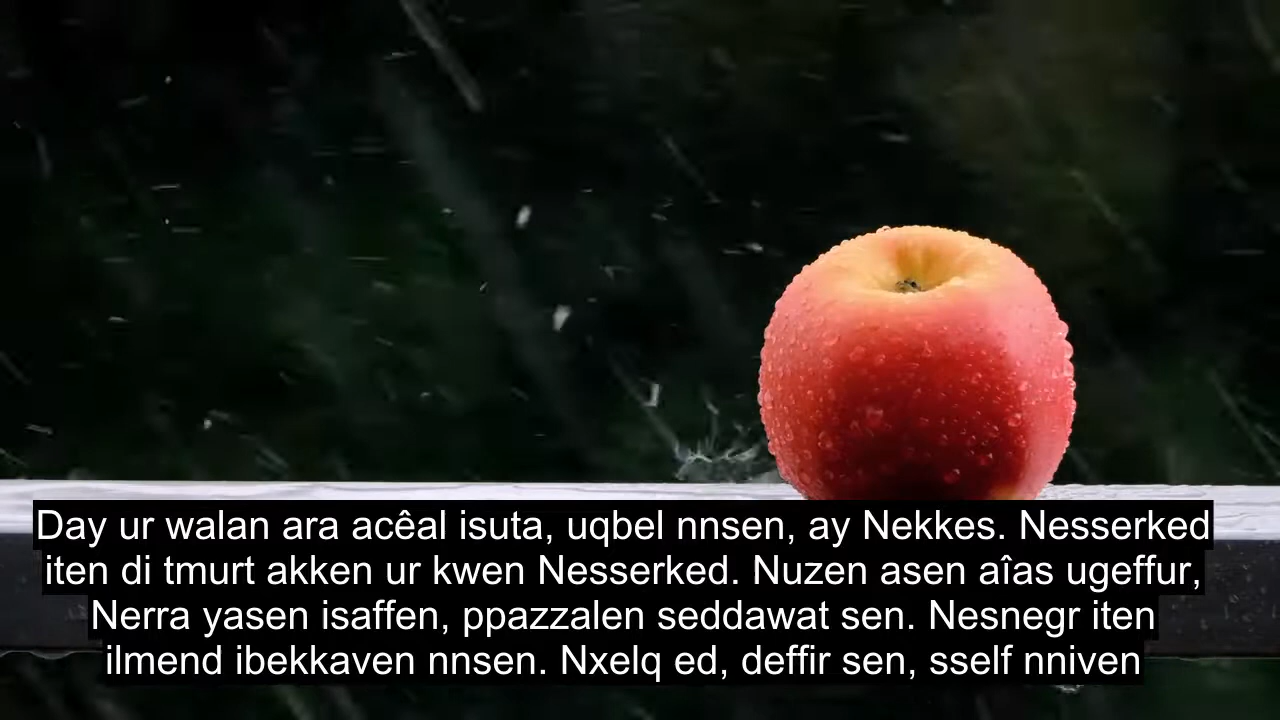 Day ur walan ara acêal isuta, uqbel nnsen, ay Nekkes. Nesserked
iten di tmurt akken ur kwen Nesserked. Nuzen asen aîas ugeffur,
Nerra yasen isaffen, ppazzalen seddawat sen. Nesnegr iten
ilmend ibekkaven nnsen. Nxelq ed, deffir sen, sself nniven